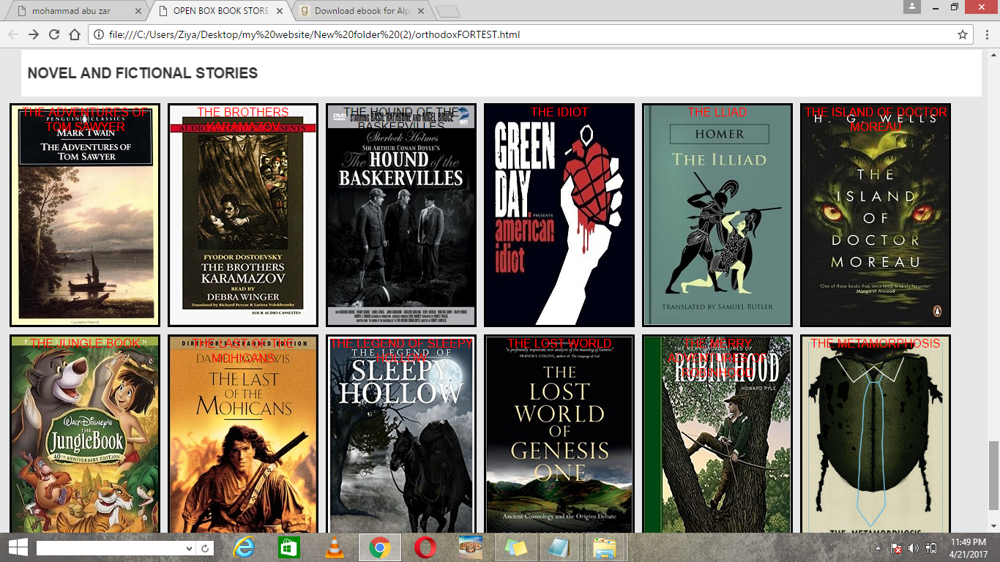 mohammad abu zar
OPEN BOX BOOK STORE
Download ebook for Alp
file:///C:/Users/Ziya/Desktop/my%20website/New%20folder%20(2)/orthodoxFORTEST.html
NOVEL AND FICTIONAL STORIES
THE ADVENTURES OF
TOM SAWYER
PENGUIN CLASSICS
MARK TWAIN
THE ADVENTURES OF
TOM SAWYER
THE BROTHERS
KARAMAZOV
FYODOR DOSTOEVSKY
THE BROTHERS
KARAMAZOV
READ BY
DEBRA WINGER
Translated by Richard Pevear & Larissa Volokhonsky
FOUR AUDIO CASSETTES
THE HOUND OF THE
BASKERVILLES
DVD
STARRING BASIL RATHBONE AND NIGEL BRUCE
Sherlock Holmes
SIR ARTHUR CONAN DOYLE'S
The HOUND of the
BASKERVILLES
THE IDIOT
GREEN
DAY
PRESENTS
american
idiot
THE LLIAD
HOMER
THE ILLIAD
TRANSLATED BY SAMUEL BUTLER
THE ISLAND OF DOCTOR
MOREAU
H. G. WELLS
THE
ISLAND
OF
DOCTOR
MOREAU
'One of those books that, once read, is rarely forgotten'
Margaret Atwood
THE JUNGLE BOOK
WALT DISNEY'S
THE
JungleBook
40TH ANNIVERSARY EDITION
THE LAST OF THE
MOHICANS
DIRECTOR'S EXPANDED EDITION
DANIEL DAY-LEWIS
THE LAST
OF THE
MOHICANS
THE LEGEND OF SLEEPY
HOLLOW
THE LEGEND OF
SLEEPY
HOLLOW
THE LOST WORLD
"a profoundly important new analysis of the meaning of Genesis."
FRANCIS S. COLLINS, author of The Language of God
THE
LOST
WORLD
OF
GENESIS
ONE
Ancient Cosmology and the Origins Debate
THE MERRY
ADVENTURES OF
ROBINHOOD
THE MERRY ADVENTURES OF
ROBIN HOOD
HOWARD PYLE
THE METAMORPHOSIS
THE METAMORPHOSIS
11:49 PM
4/21/2017